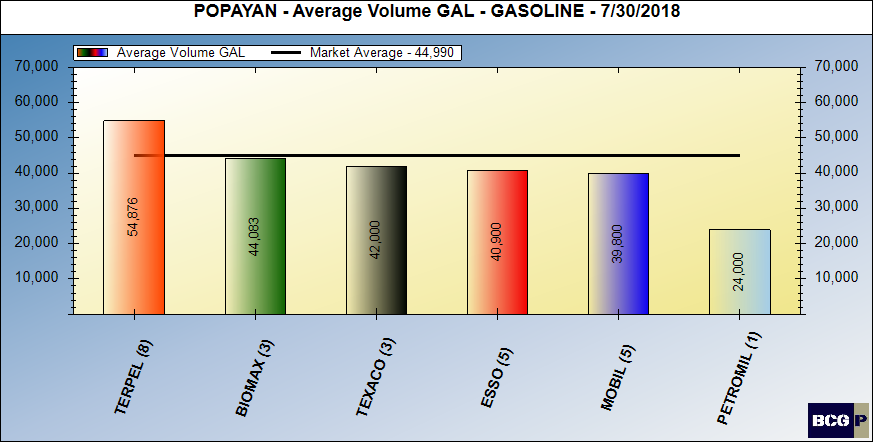 POPAYAN - Average Volume GAL - GASOLINE - 7/30/2018
Average Volume GAL
Market Average - 44,990
70,000
60,000
50,000
40,000
30,000
20,000
10,000
70,000
60,000
50,000
40,000
30,000
20,000
10,000
54,876
44,083
42,000
40,900
39,800
24,000
TERPEL (8)
BIOMAX (3)
TEXACO (3)
ESSO (5)
MOBIL (5)
PETROMIL (1)
BCG P